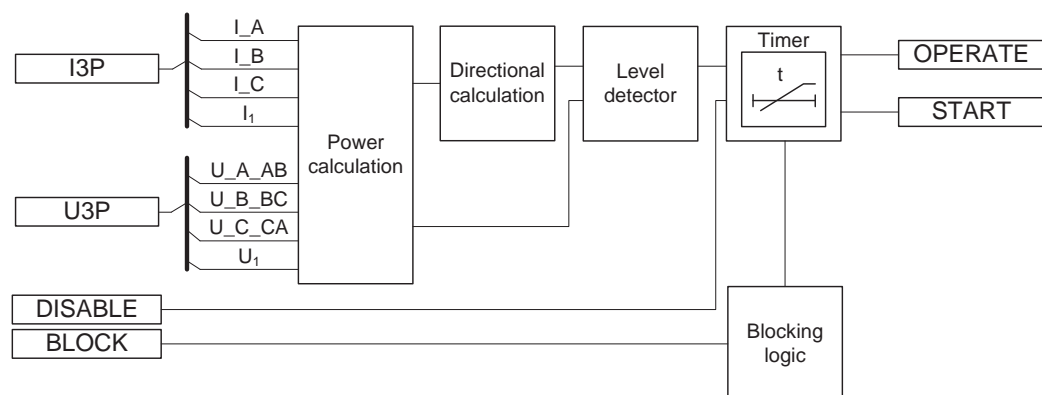 I3P
I_A
I_B
I_C
I₁
U3P
U_A_AB
U_B_BC
U_C_CA
U₁
Power
calculation
Directional
calculation
Level
detector
Timer
t
OPERATE
START
DISABLE
BLOCK
Blocking
logic